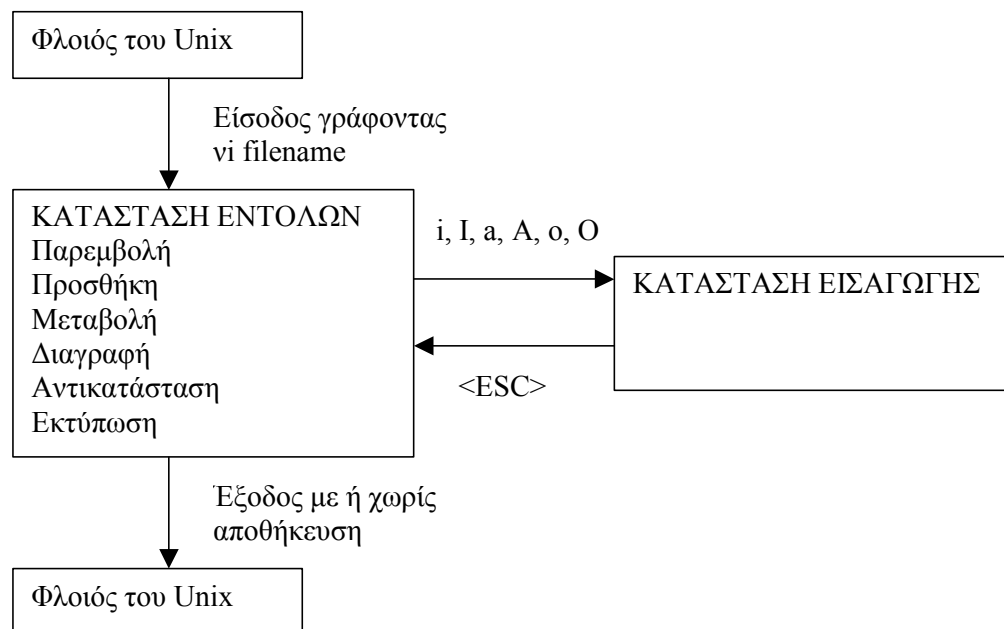 Φλοιός του Unix
Είσοδος γράφοντας
vi filename
ΚΑΤΑΣΤΑΣΗ ΕΝΤΟΛΩΝ
Παρεμβολή
Προσθήκη
Μεταβολή
Διαγραφή
Αντικατάσταση
Εκτύπωση
i, I, a, A, o, O
ΚΑΤΑΣΤΑΣΗ ΕΙΣΑΓΩΓΗΣ
<ESC>
Έξοδος με ή χωρίς
αποθήκευση
Φλοιός του Unix